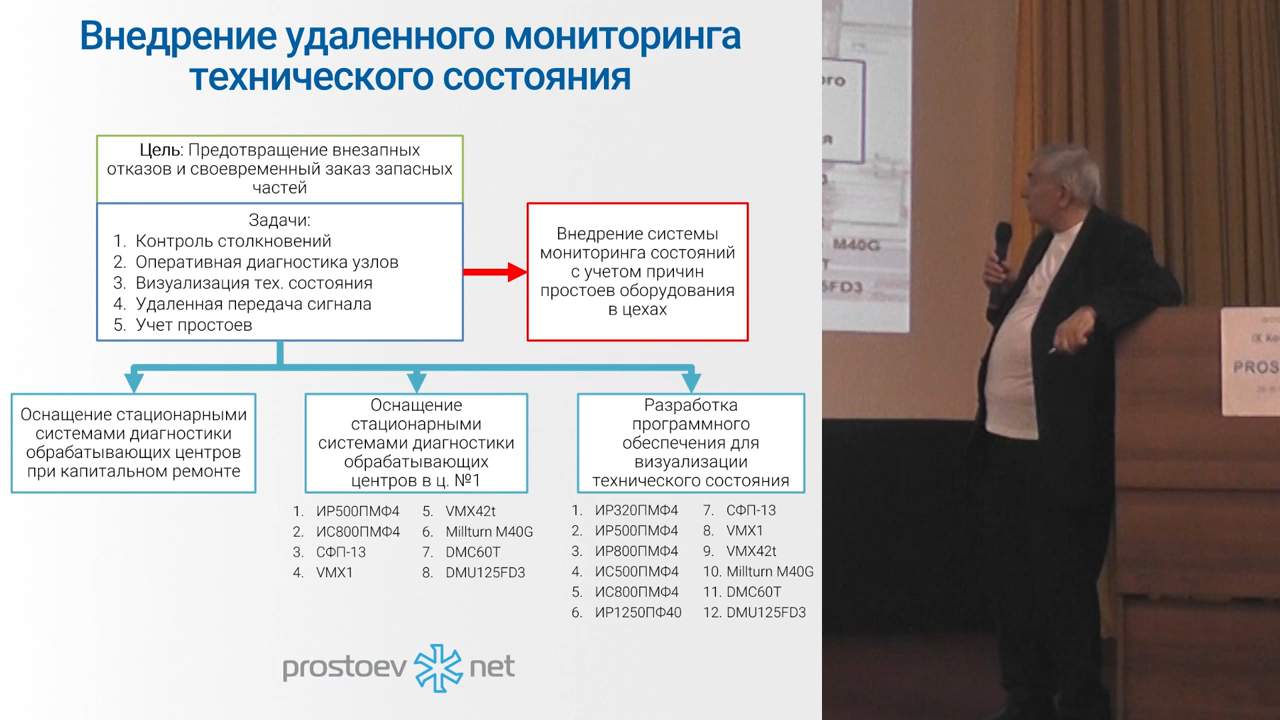 Внедрение удаленного мониторинга
технического состояния
Цель: Предотвращение внезапных
отказов и своевременный заказ запасных
частей
Задачи:
1. Контроль столкновений
2. Оперативная диагностика узлов
3. Визуализация тех. состояния
4. Удаленная передача сигнала
5. Учет простоев
Внедрение системы
мониторинга состояний
с учетом причин
простоев оборудования
в цехах
Оснащение стационарными
системами диагностики
обрабатывающих центров
при капитальном ремонте
Оснащение
стационарными
системами диагностики
обрабатывающих
центров в ц. №1
1. ИР500ПМФ4
2. ИС800ПМФ4
3. СФП-13
4. VMX1
5. VMX42t
6. Millturn M40G
7. DMC60T
8. DMU125FD3
Разработка
программного
обеспечения для
визуализации
технического состояния
1. ИР320ПМФ4
2. ИР500ПМФ4
3. ИР800ПМФ4
4. ИС500ПМФ4
5. ИС800ПМФ4
6. ИР1250ПФ40
7. СФП-13
8. VMX1
9. VMX42t
10. Millturn M40G
11. DMC60T
12. DMU125FD3
prostoev net
M40G
PROS